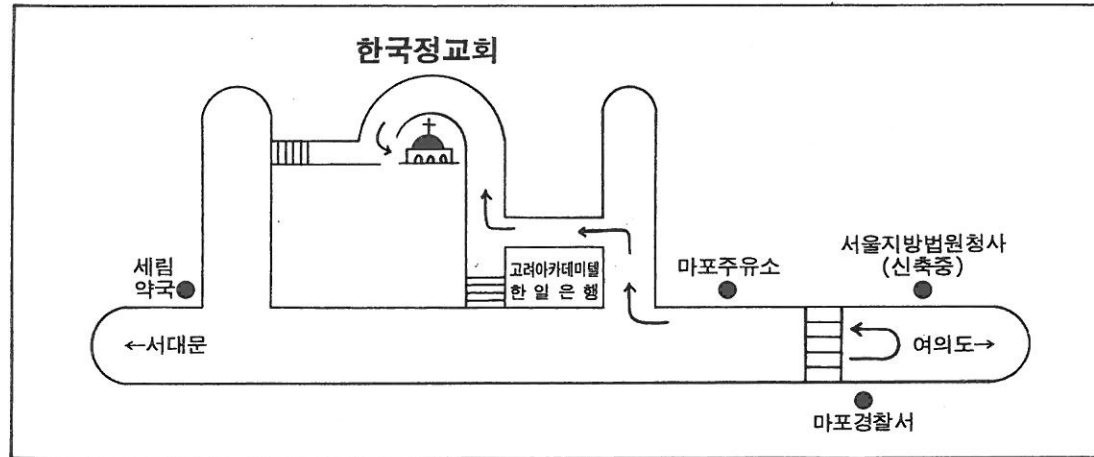 한국정교회
세림
약국
고려아카데미텔
한 일 은 행
마포주유소
서울지방법원청사
(신축중)
←서대문
여의도→
마포경찰서